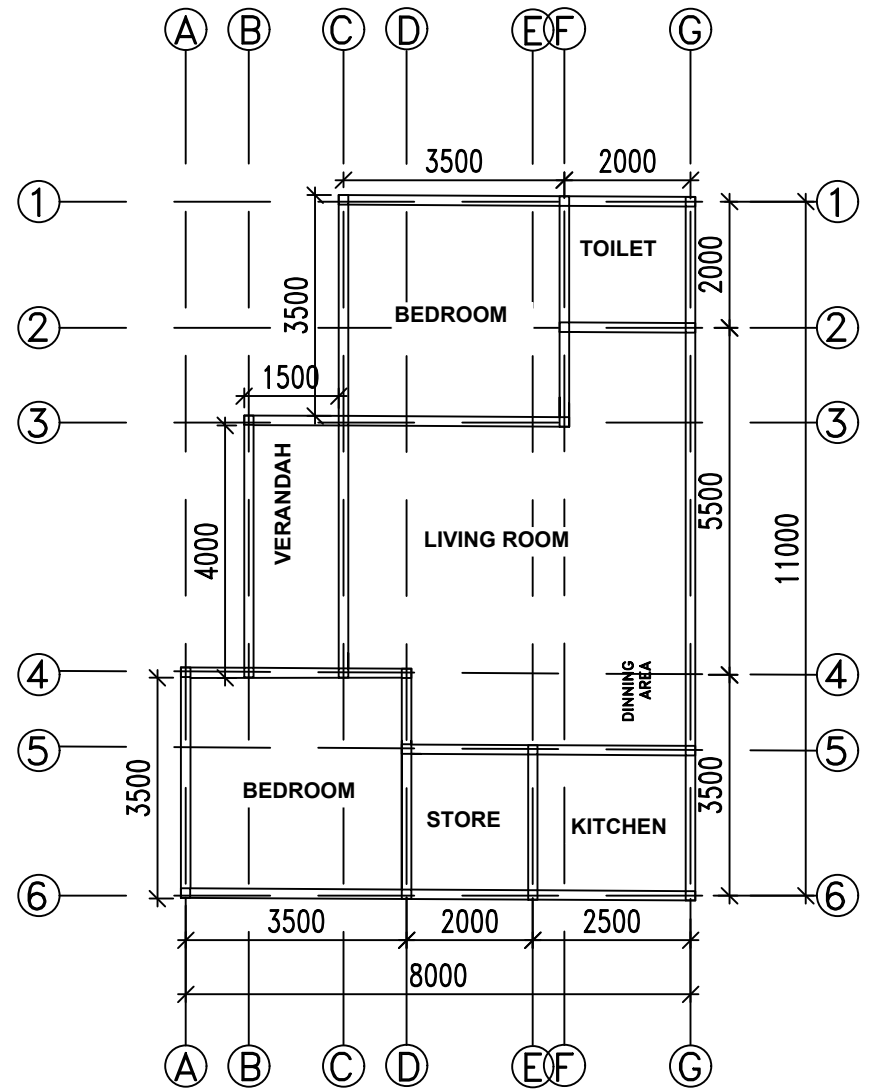 A B C D E F G
3500 2000
1 1
TOILET
2000
3500
BEDROOM
2 2
1500
3 3
VERANDAH
4000
LIVING ROOM
5500
11000
4 4
DINNING
AREA
5 5
3500
BEDROOM
STORE
KITCHEN
3500
6 6
3500 2000 2500
8000
A B C D E F G